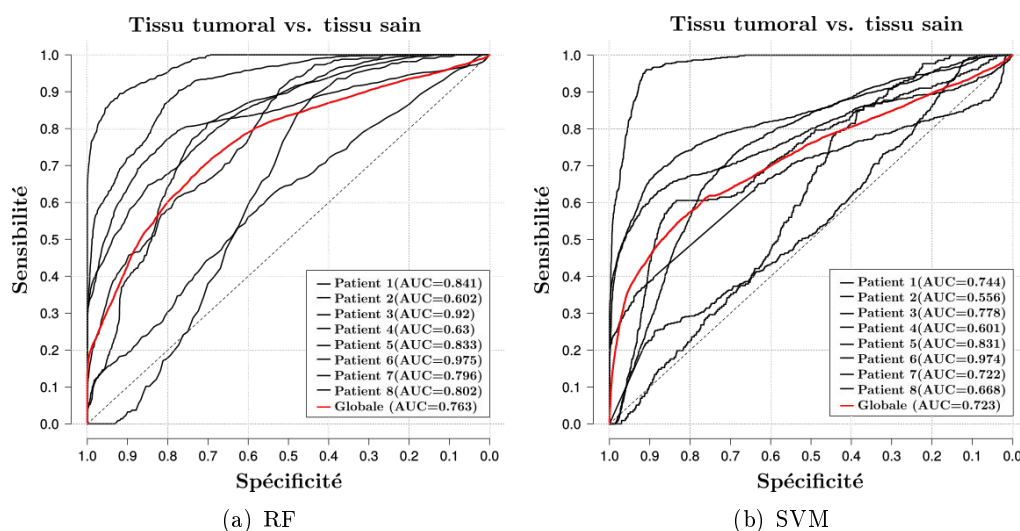 Tissu tumoral vs. tissu sain
1.0
0.9
0.8
0.7
0.6
0.5
0.4
0.3
0.2
0.1
0.0
Sensibilité
1.0 0.9 0.8 0.7 0.6 0.5 0.4 0.3 0.2 0.1 0.0
Spécificité
Patient 1(AUC=0.841)
Patient 2(AUC=0.602)
Patient 3(AUC=0.92)
Patient 4(AUC=0.63)
Patient 5(AUC=0.833)
Patient 6(AUC=0.975)
Patient 7(AUC=0.796)
Patient 8(AUC=0.802)
Globale (AUC=0.763)
(a) RF
Tissu tumoral vs. tissu sain
1.0
0.9
0.8
0.7
0.6
0.5
0.4
0.3
0.2
0.1
0.0
Sensibilité
1.0 0.9 0.8 0.7 0.6 0.5 0.4 0.3 0.2 0.1 0.0
Spécificité
Patient 1(AUC=0.744)
Patient 2(AUC=0.556)
Patient 3(AUC=0.778)
Patient 4(AUC=0.601)
Patient 5(AUC=0.831)
Patient 6(AUC=0.974)
Patient 7(AUC=0.722)
Patient 8(AUC=0.668)
Globale (AUC=0.723)
(b) SVM